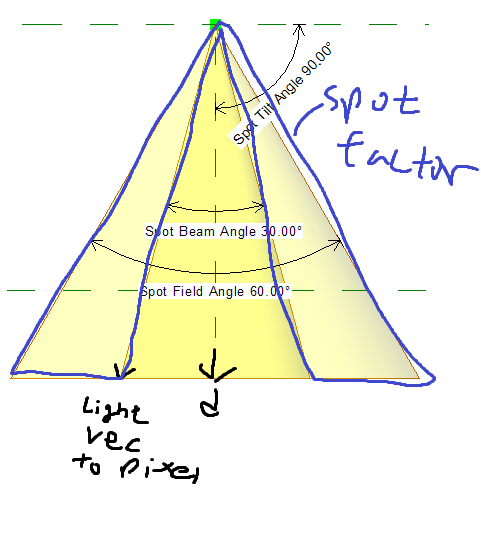 Spot Tilt Angle 90.00°
spot
factor
Spot Beam Angle 30.00°
Spot Field Angle 60.00°
d
Light
vec
to pixel